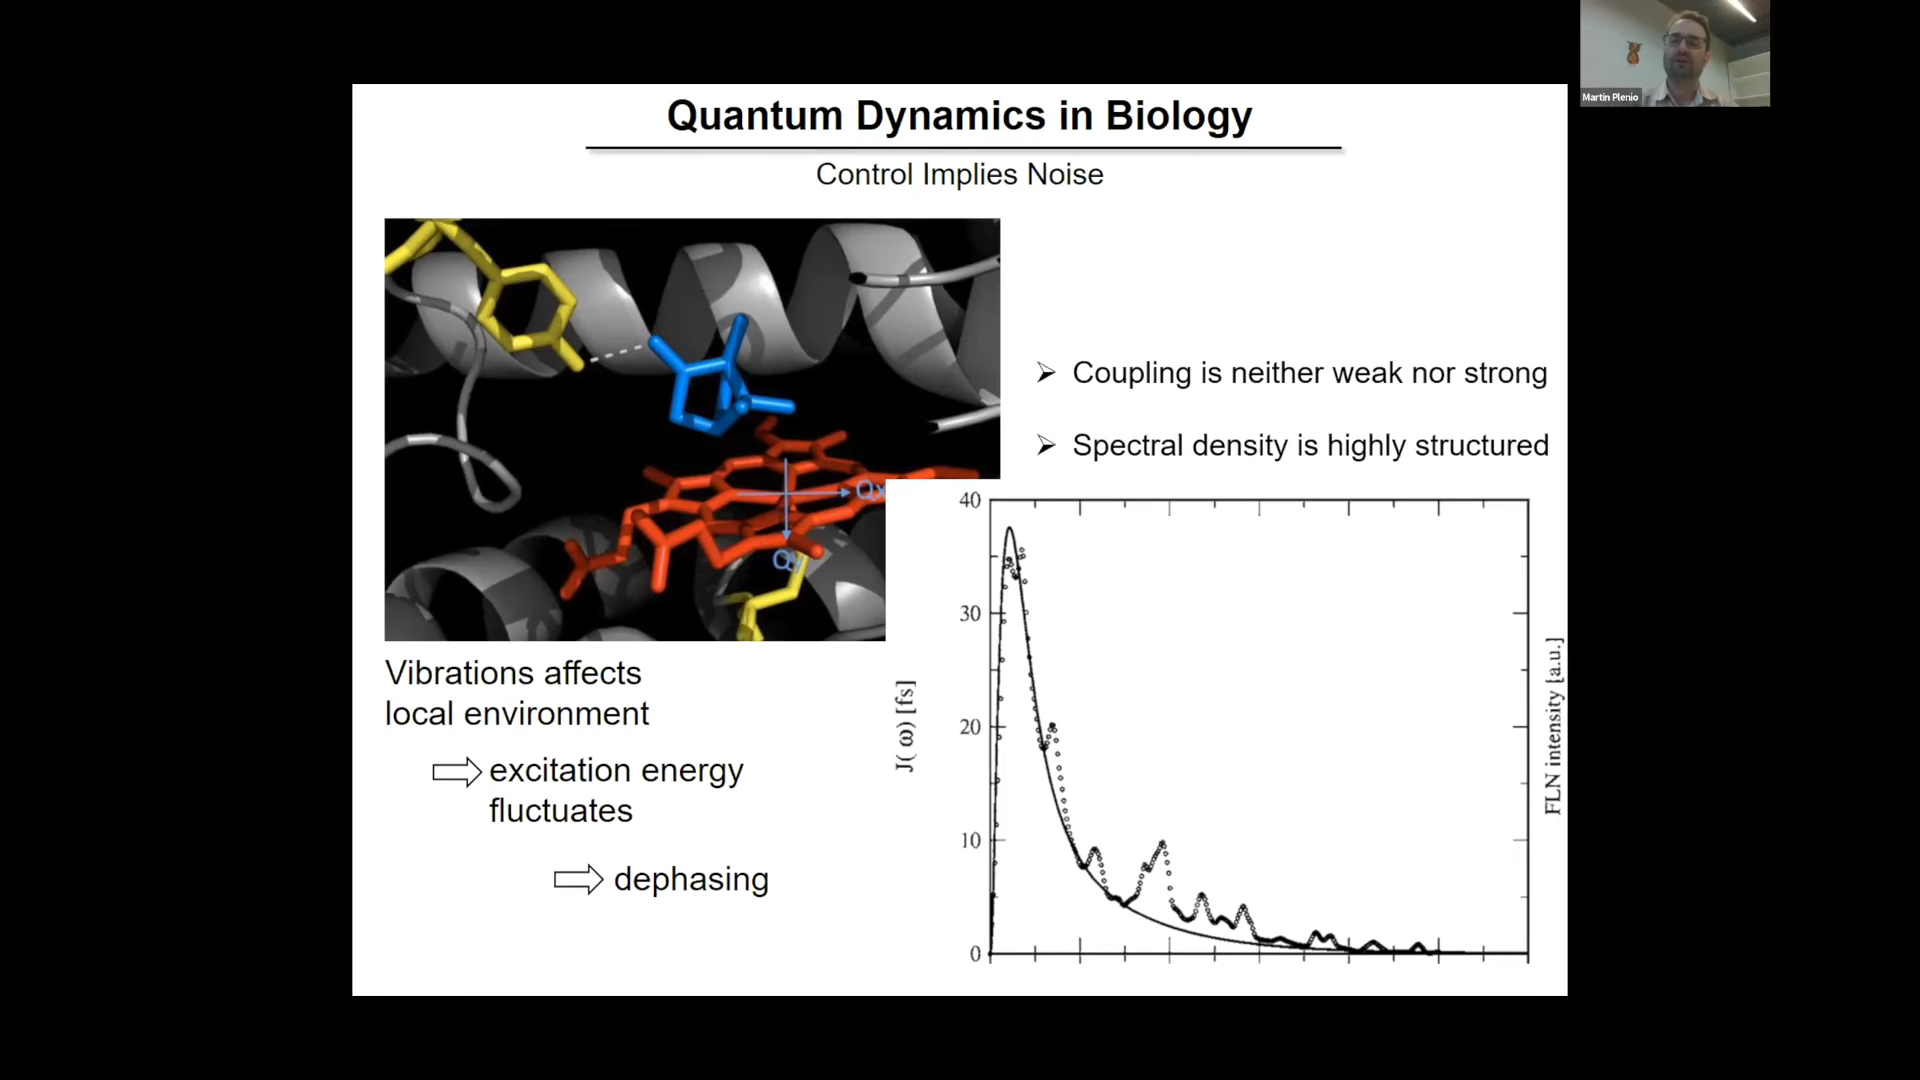 Martin Plenio
Quantum Dynamics in Biology
Control Implies Noise
Qx
➢ Coupling is neither weak nor strong
➢ Spectral density is highly structured
Vibrations affects
local environment
excitation energy
fluctuates
dephasing
40
30
20
10
0
J( ω) [fs]
FLN intensity [a.u.]